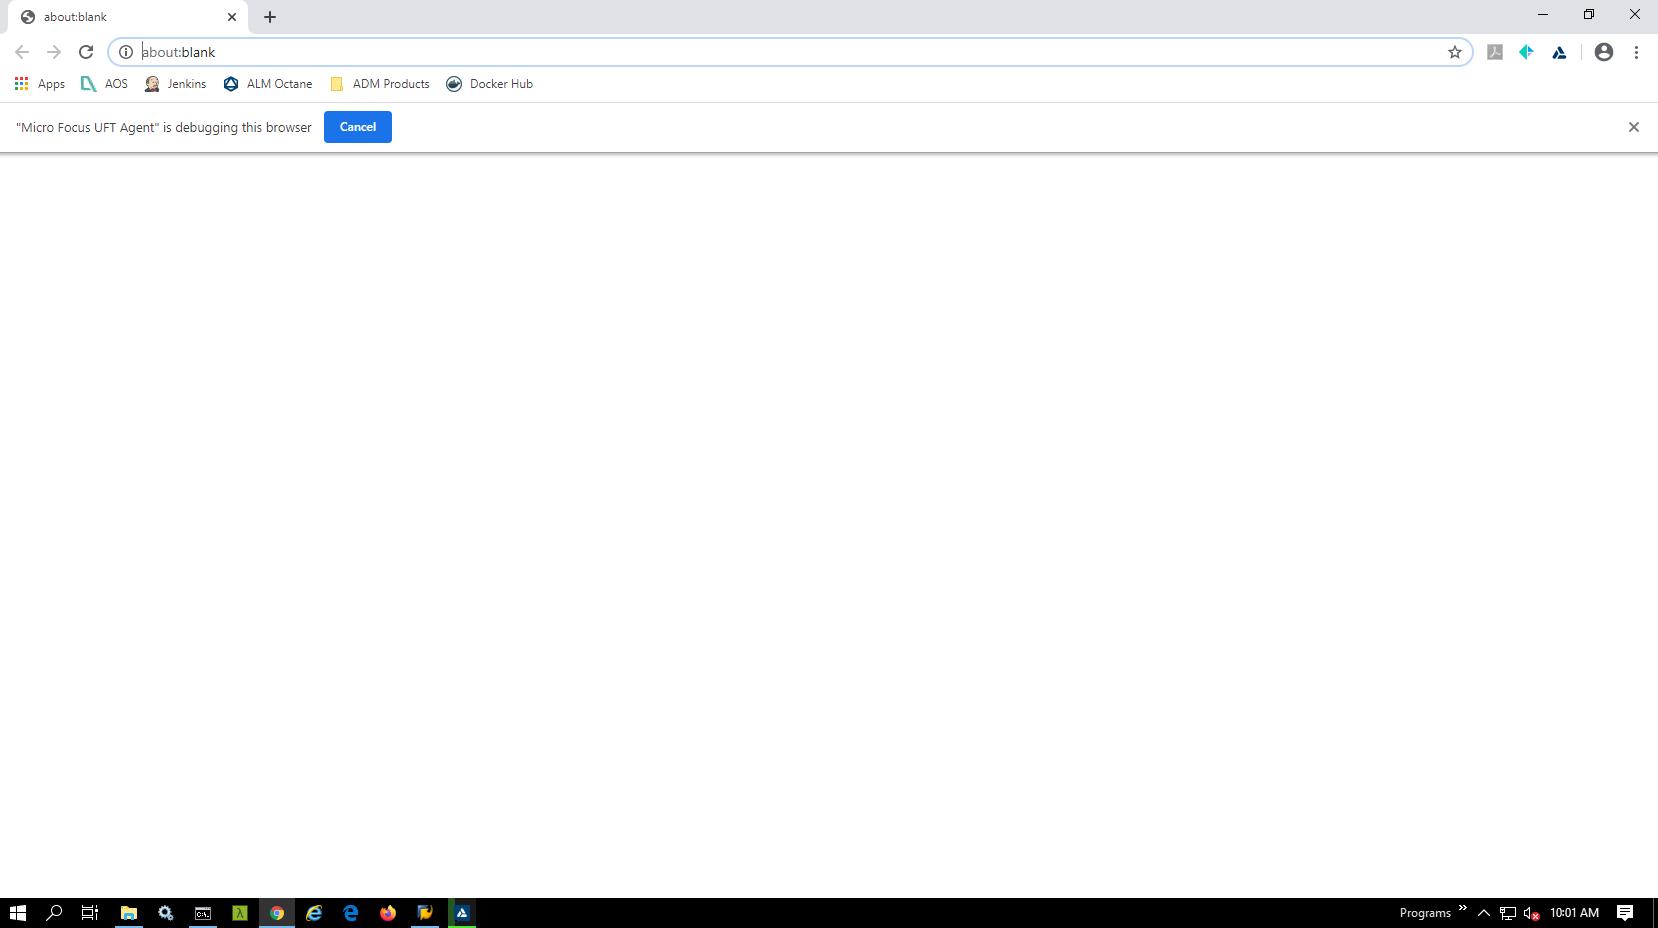 about:blank
about:blank
Apps AOS Jenkins ALM Octane ADM Products Docker Hub
"Micro Focus UFT Agent" is debugging this browser Cancel
Programs 10:01 AM